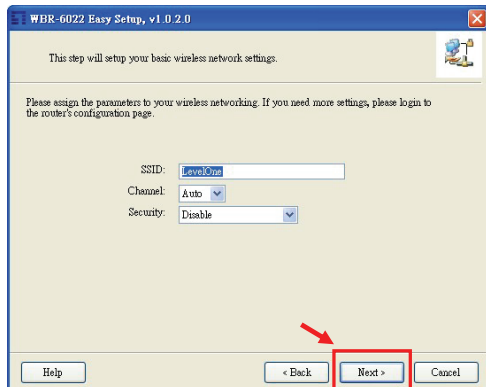 WBR-6022 Easy Setup, v1.0.2.0
This step will setup your basic wireless network settings.
Please assign the parameters to your wireless networking. If you need more settings, please login to
the router's configuration page.
SSID: LevelOne
Channel: Auto
Security: Disable
Help < Back Next > Cancel